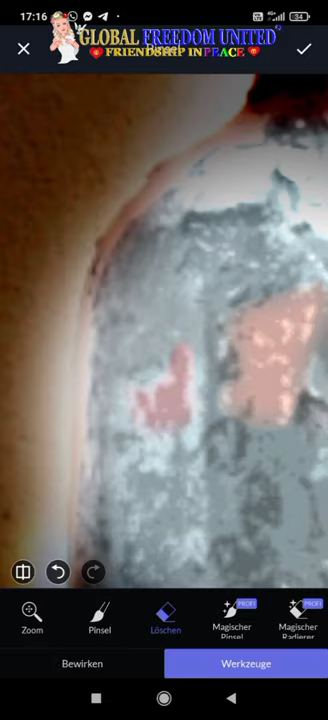 17:16
34
GLOBAL FREEDOM UNITED
FRIENDSHIP IN PEACE
PROFI PROFI
Zoom Pinsel Löschen Magischer Pinsel Magischer Radierer
Bewirken Werkzeuge